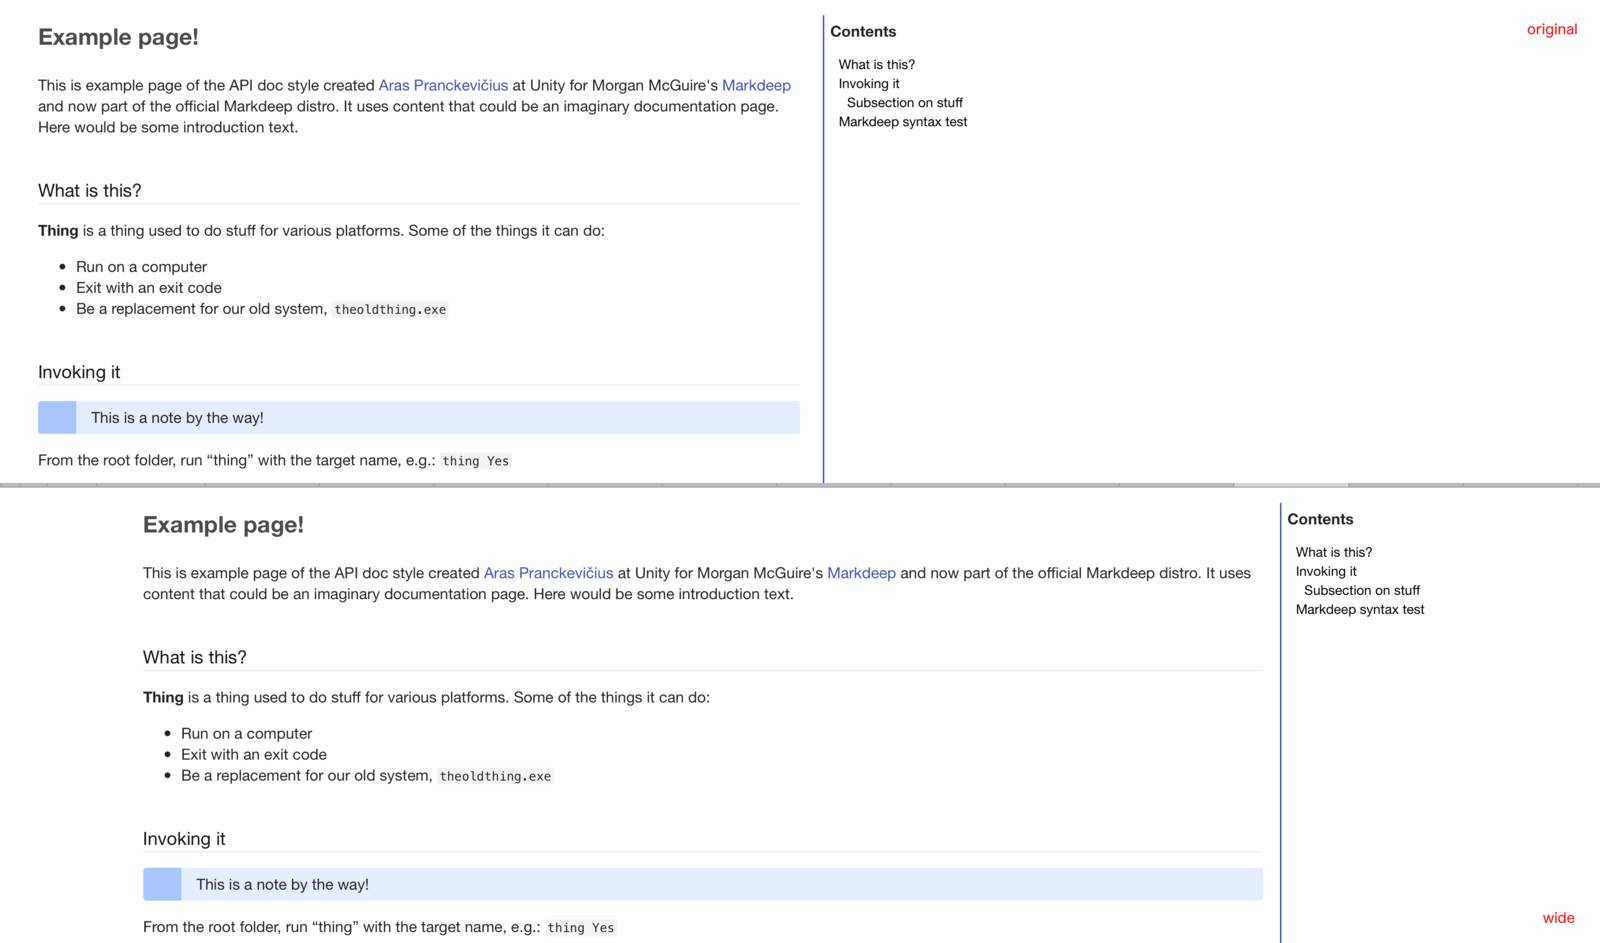 Example page!
This is example page of the API doc style created Aras Pranckevičius at Unity for Morgan McGuire's Markdeep
and now part of the official Markdeep distro. It uses content that could be an imaginary documentation page.
Here would be some introduction text.
What is this?
Thing is a thing used to do stuff for various platforms. Some of the things it can do:
• Run on a computer
• Exit with an exit code
• Be a replacement for our old system, theoldthing.exe
Invoking it
This is a note by the way!
From the root folder, run “thing” with the target name, e.g.: thing Yes
Contents
What is this?
Invoking it
Subsection on stuff
Markdeep syntax test
original
Example page!
This is example page of the API doc style created Aras Pranckevičius at Unity for Morgan McGuire's Markdeep and now part of the official Markdeep distro. It uses
content that could be an imaginary documentation page. Here would be some introduction text.
What is this?
Thing is a thing used to do stuff for various platforms. Some of the things it can do:
• Run on a computer
• Exit with an exit code
• Be a replacement for our old system, theoldthing.exe
Invoking it
This is a note by the way!
From the root folder, run “thing” with the target name, e.g.: thing Yes
Contents
What is this?
Invoking it
Subsection on stuff
Markdeep syntax test
wide